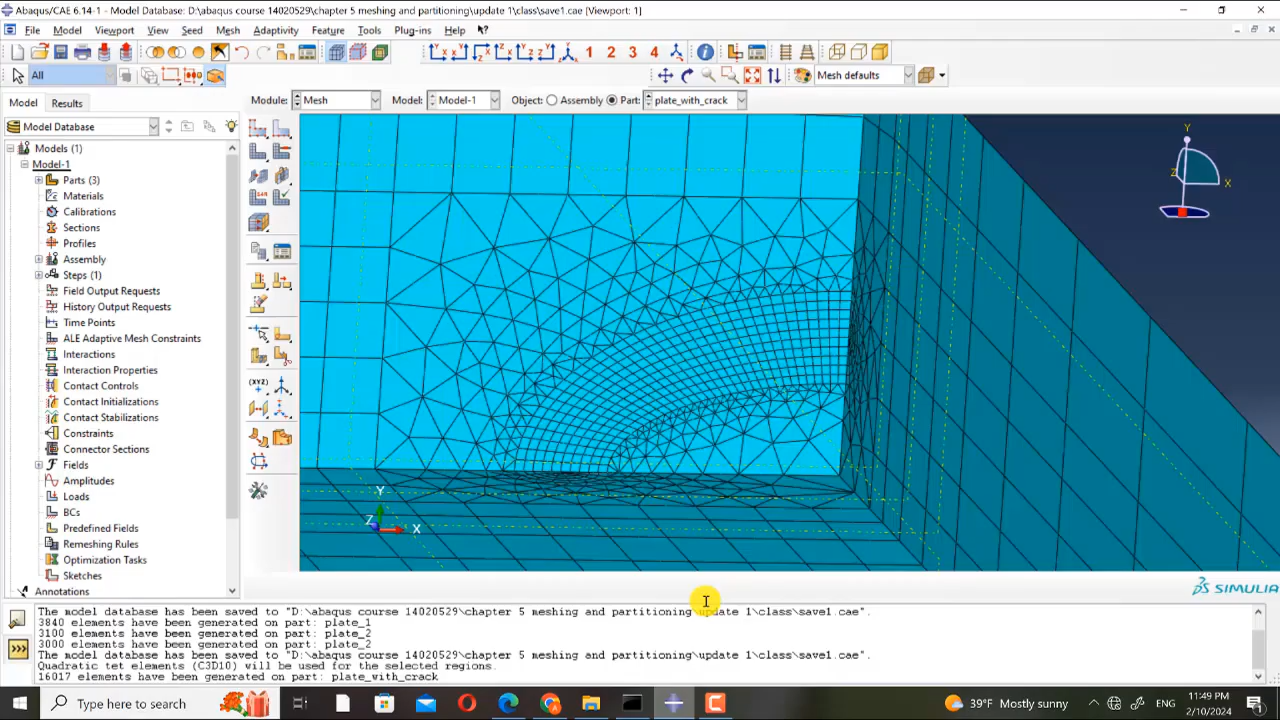 Abaqus/CAE 6.14-1 - Model Database: D:\abaqus course 14020529\chapter 5 meshing and partitioning\update 1\class\save1.cae [Viewport: 1]
File Model Viewport View Seed Mesh Adaptivity Feature Tools Plug-ins Help
1 2 3 4
All
Mesh defaults
Model Results
Module: Mesh Model: Model-1 Object: Assembly Part: plate_with_crack
Model Database
Models (1)
Model-1
Parts (3)
Materials
Calibrations
Sections
Profiles
Assembly
Steps (1)
Field Output Requests
History Output Requests
Time Points
ALE Adaptive Mesh Constraints
Interactions
Interaction Properties
Contact Controls
Contact Initializations
Contact Stabilizations
Constraints
Connector Sections
Fields
Amplitudes
Loads
BCs
Predefined Fields
Remeshing Rules
Optimization Tasks
Sketches
Annotations
Y
Z
X
Y
Z
X
SIMULIA
The model database has been saved to "D:\abaqus course 14020529\chapter 5 meshing and partitioning\update 1\class\save1.cae".
3840 elements have been generated on part: plate_1
3100 elements have been generated on part: plate_2
3000 elements have been generated on part: plate_2
The model database has been saved to "D:\abaqus course 14020529\chapter 5 meshing and partitioning\update 1\class\save1.cae".
Quadratic tet elements (C3D10) will be used for the selected regions.
16017 elements have been generated on part: plate_with_crack
Type here to search
39°F Mostly sunny
ENG
11:49 PM
2/10/2024